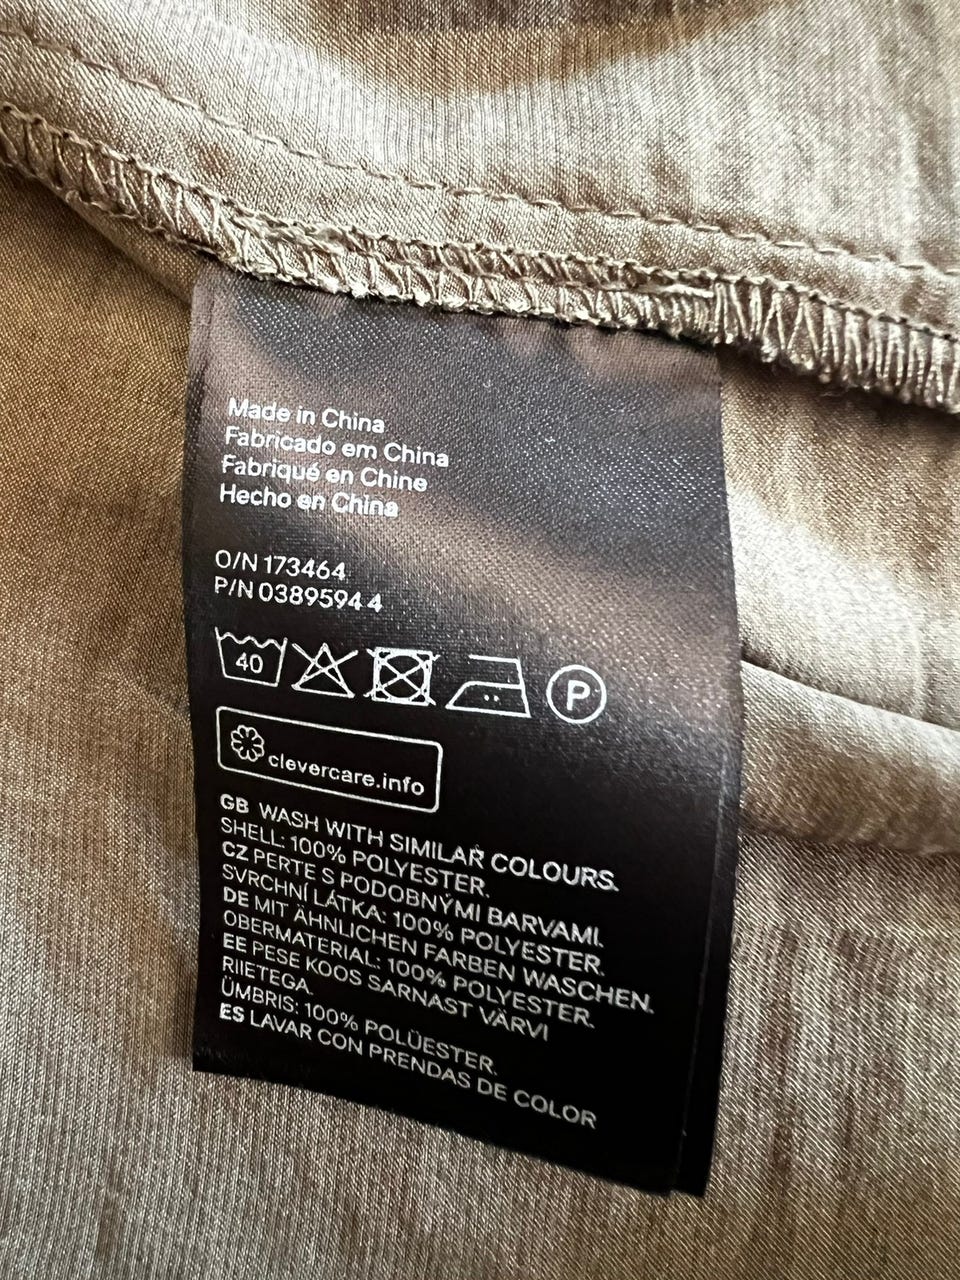 Made in China
Fabricado em China
Fabriqué en Chine
Hecho en China
O/N 173464
P/N 0389594 4
40
P
clevercare.info
GB WASH WITH SIMILAR COLOURS.
SHELL: 100% POLYESTER.
CZ PERTE S PODOBNÝMI BARVAMI.
SVRCHNÍ LÁTKA: 100% POLYESTER.
DE MIT ÄHNLICHEN FARBEN WASCHEN.
OBERMATERIAL: 100% POLYESTER.
EE PESE KOOS SARNAST VÄRVI
RIIETEGA.
ÜMBRIS: 100% POLÜESTER.
ES LAVAR CON PRENDAS DE COLOR